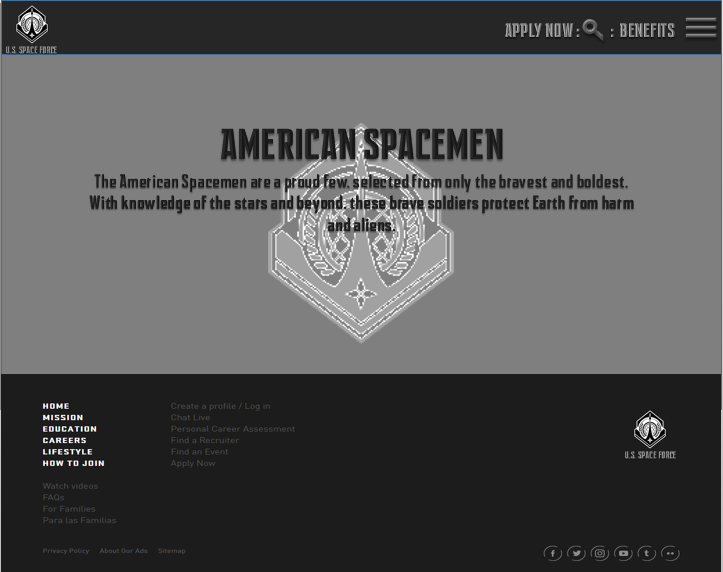 U.S. SPACE FORCE
APPLY NOW : : BENEFITS
AMERICAN SPACEMEN
The American Spacemen are a proud few, selected from only the bravest and boldest.
With knowledge of the stars and beyond, these brave soldiers protect Earth from harm
and aliens.
HOME
MISSION
EDUCATION
CAREERS
LIFESTYLE
HOW TO JOIN
Watch videos
FAQs
For Families
Para las Familias
Create a profile / Log in
Chat Live
Personal Career Assessment
Find a Recruiter
Find an Event
Apply Now
U.S. SPACE FORCE
Privacy Policy About Our Ads Sitemap